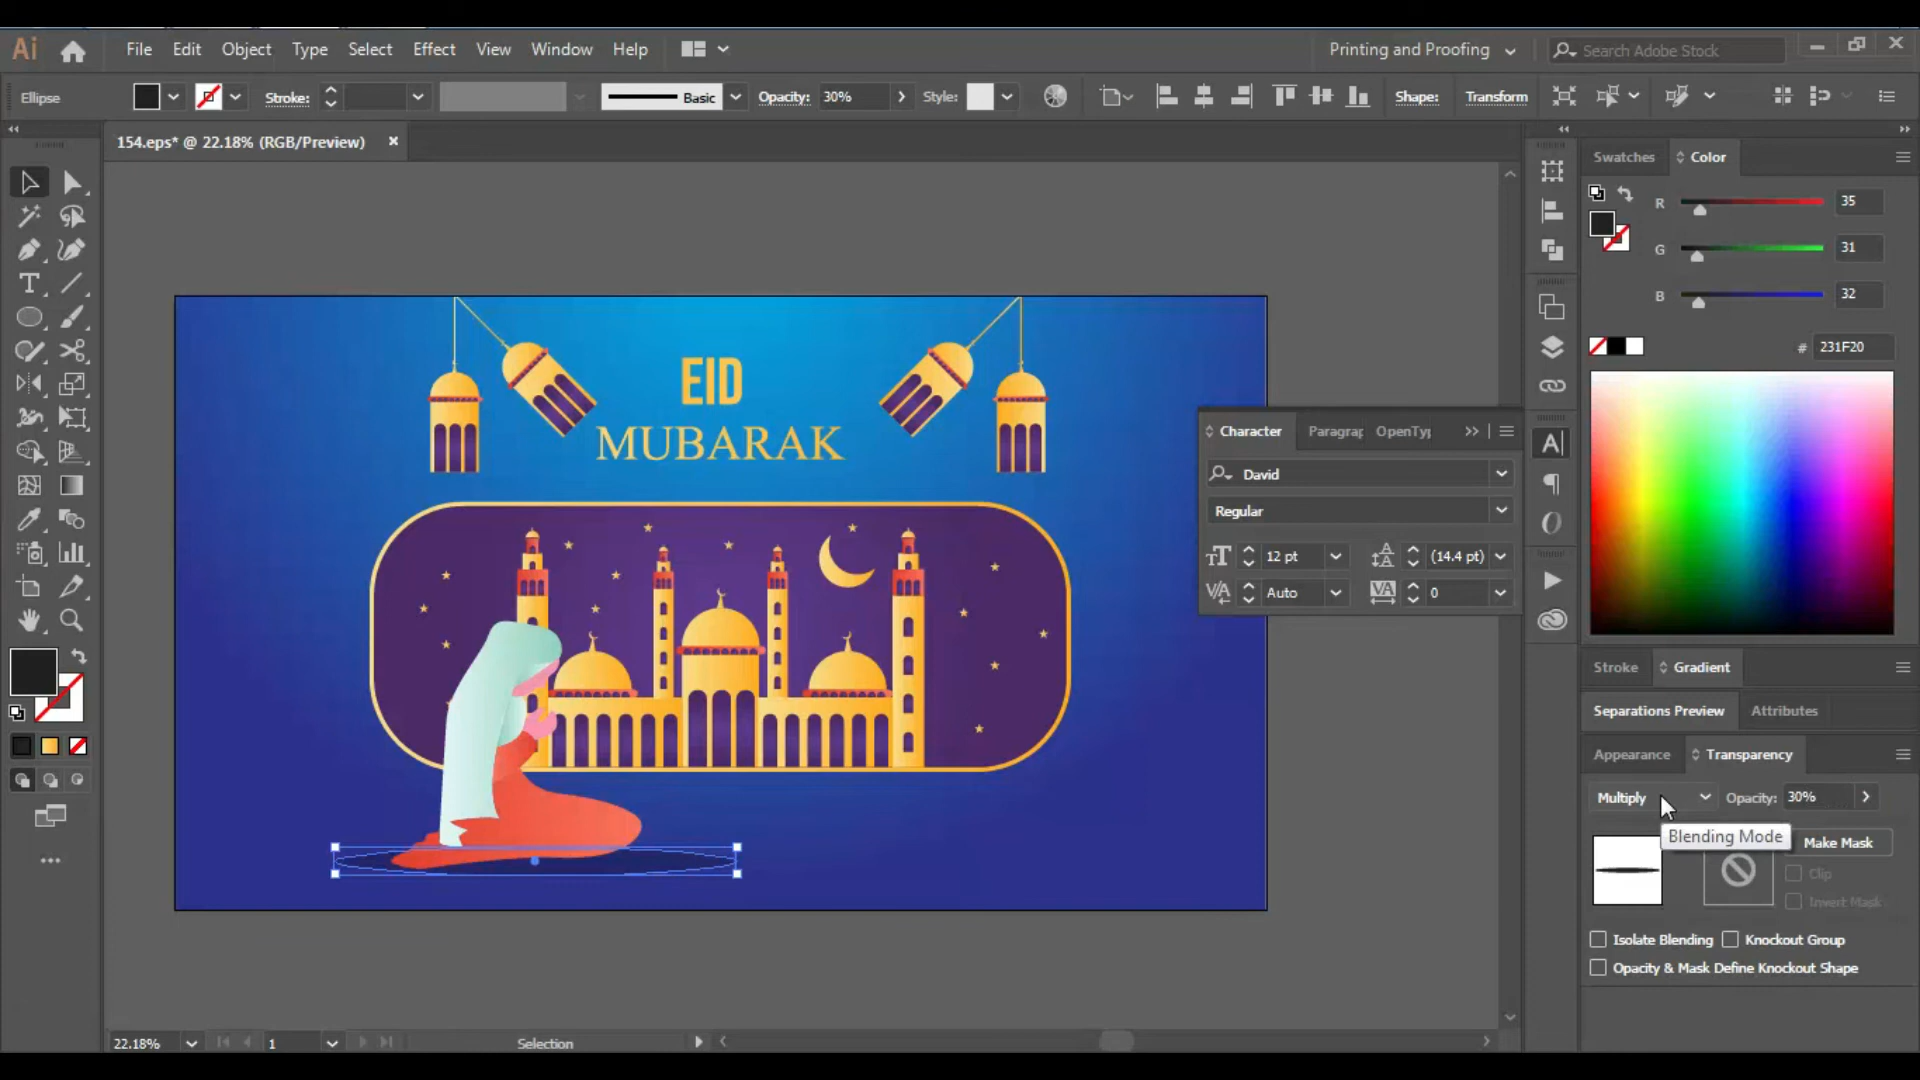 Ai File Edit Object Type Select Effect View Window Help Printing and Proofing Search Adobe Stock
Ellipse Stroke: Basic Opacity: 30% Style: Shape: Transform
154.eps* @ 22.18% (RGB/Preview)
Swatches Color
R 35
G 31
B 32
# 231F20
EID
MUBARAK
Character Paragrap OpenTyp
David
Regular
12 pt (14.4 pt)
Auto 0
Stroke Gradient
Separations Preview Attributes
Appearance Transparency
Multiply Opacity: 30%
Blending Mode
Make Mask
Clip
Invert Mask
Isolate Blending Knockout Group
Opacity & Mask Define Knockout Shape
22.18% 1 Selection